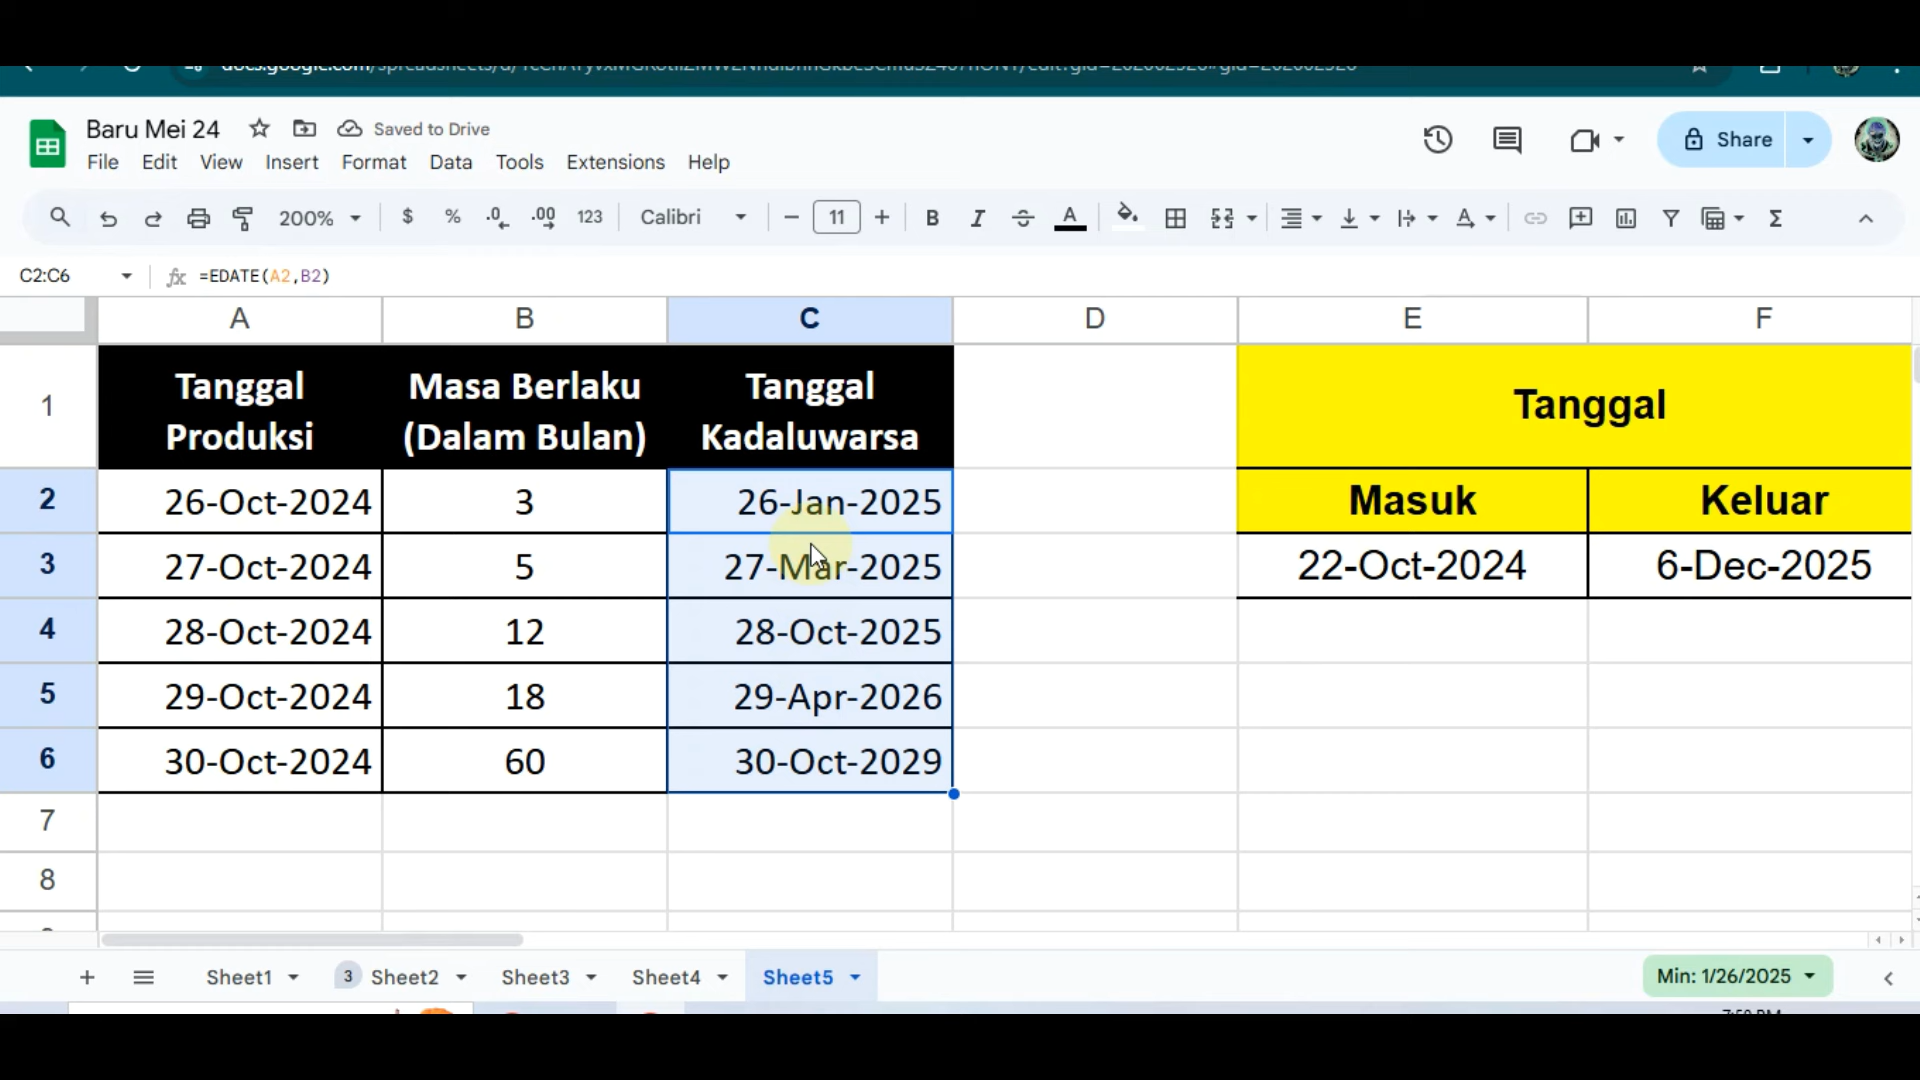 Baru Mei 24 Saved to Drive
File Edit View Insert Format Data Tools Extensions Help
Share
200% $ % .0 .00 123 Calibri 11 B I A Σ
C2:C6 fx =EDATE(A2,B2)
A B C D E F
1 Tanggal Produksi Masa Berlaku (Dalam Bulan) Tanggal Kadaluwarsa Tanggal
2 26-Oct-2024 3 26-Jan-2025 Masuk Keluar
3 27-Oct-2024 5 27-Mar-2025 22-Oct-2024 6-Dec-2025
4 28-Oct-2024 12 28-Oct-2025
5 29-Oct-2024 18 29-Apr-2026
6 30-Oct-2024 60 30-Oct-2029
7
8
+ Sheet1 3 Sheet2 Sheet3 Sheet4 Sheet5 Min: 1/26/2025